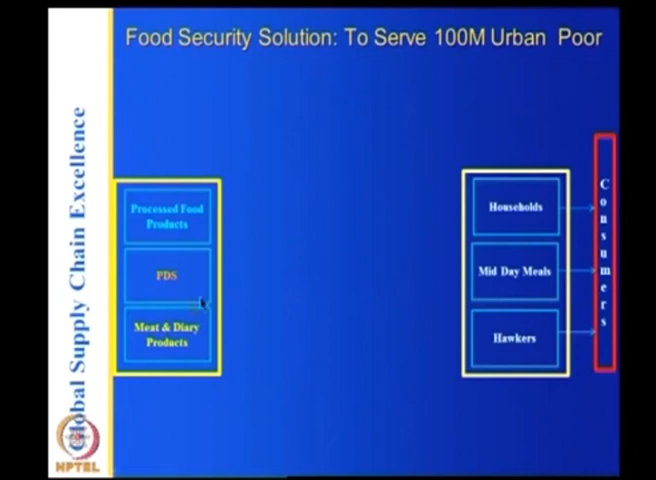 Food Security Solution: To Serve 100M Urban Poor
Global Supply Chain Excellence
Processed Food
Products
PDS
Meat & Diary
Products
Households
Mid Day Meals
Hawkers
Consumers
NPTEL